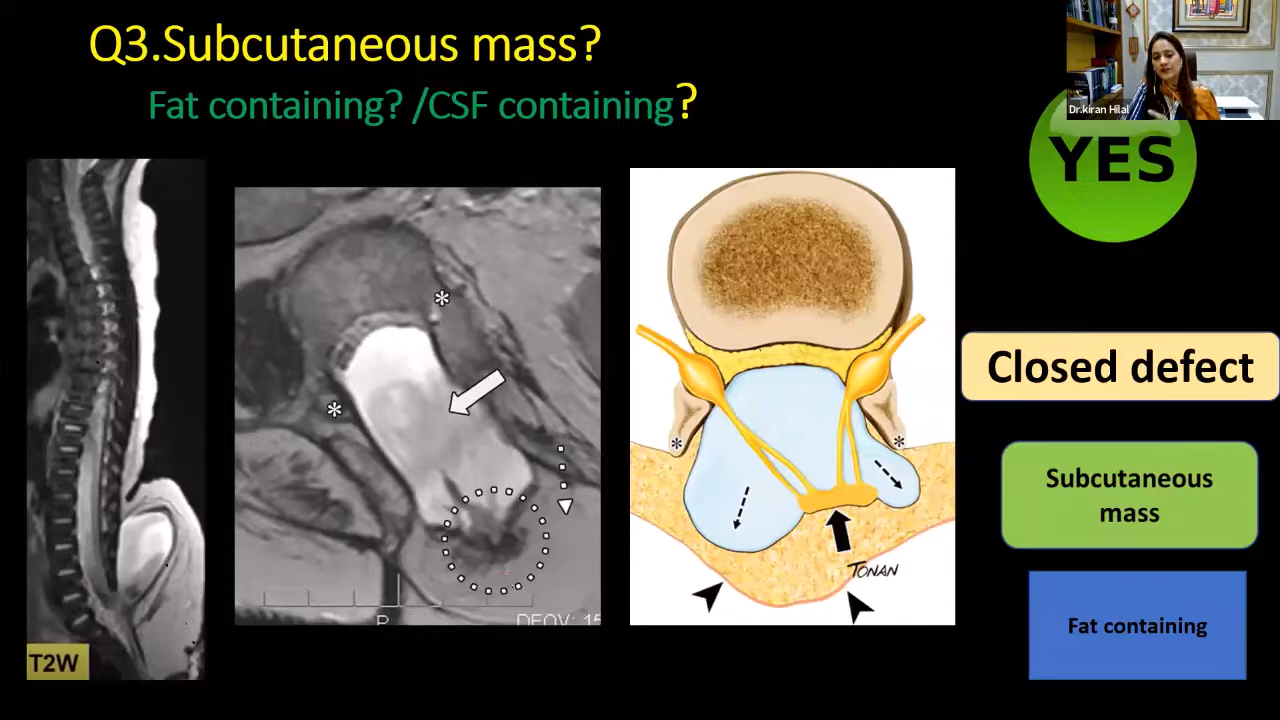 Q3.Subcutaneous mass?
Fat containing? /CSF containing?
Dr.kiran Hilal
YES
Closed defect
Subcutaneous
mass
Fat containing
T2W
*
*
*
*
TONAN